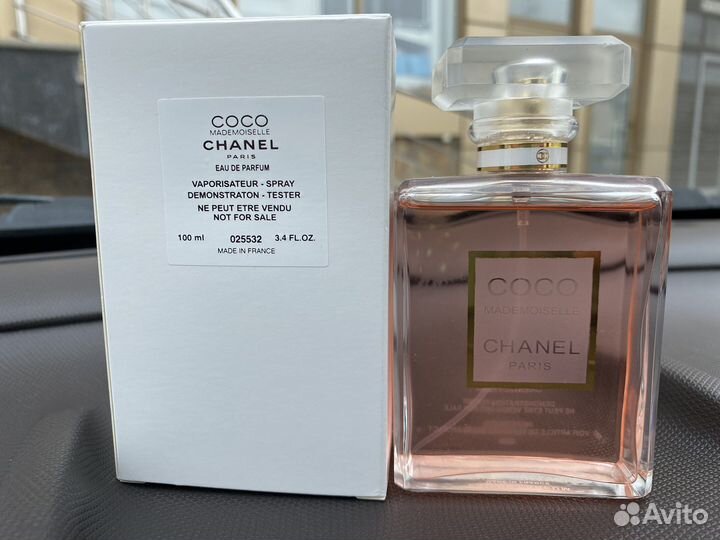 COCO
MADEMOISELLE
CHANEL
PARIS
EAU DE PARFUM
VAPORISATEUR - SPRAY
DEMONSTRATON - TESTER
NE PEUT ETRE VENDU
NOT FOR SALE
100 ml 025532 3.4 FL.OZ.
MADE IN FRANCE
COCO
MADEMOISELLE
CHANEL
PARIS
Avito